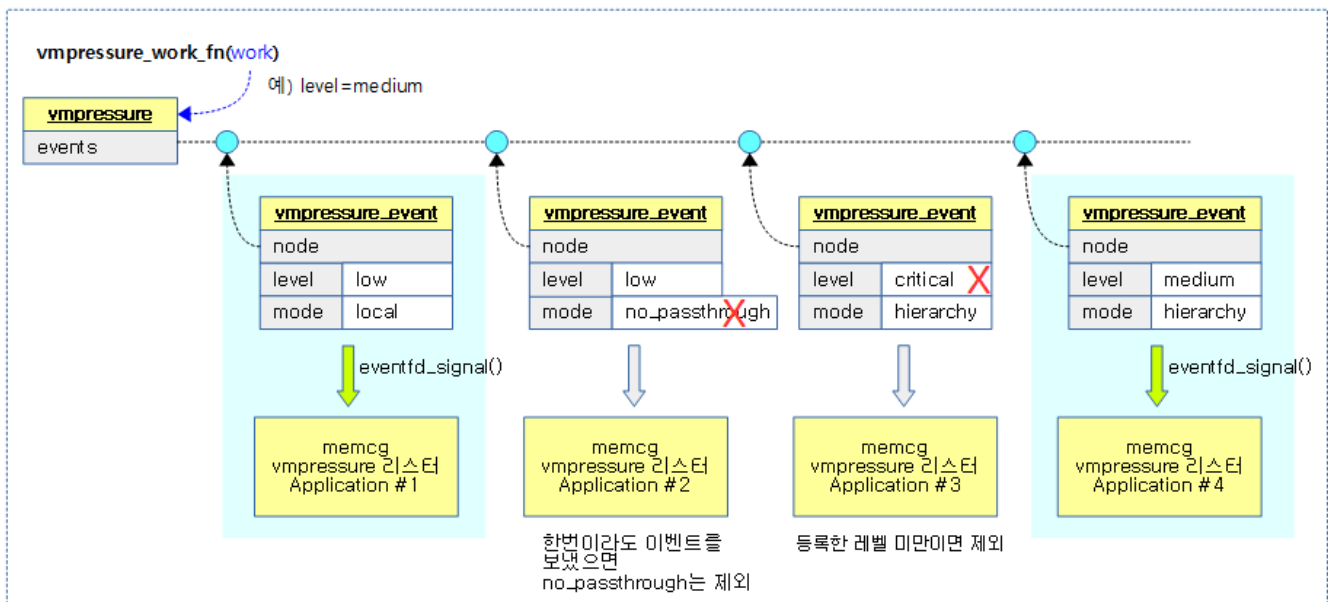 vmpressure_work_fn(work)
예) level=medium
vmpressure
events
vmpressure_event
node
level low
mode local
vmpressure_event
node
level low
mode no_passthrough
vmpressure_event
node
level critical
mode hierarchy
vmpressure_event
node
level medium
mode hierarchy
eventfd_signal()
eventfd_signal()
memcg
vmpressure 리스터
Application #1
memcg
vmpressure 리스터
Application #2
memcg
vmpressure 리스터
Application #3
memcg
vmpressure 리스터
Application #4
한번이라도 이벤트를
보냈으면
no_passthrough는 제외
등록한 레벨 미만이면 제외